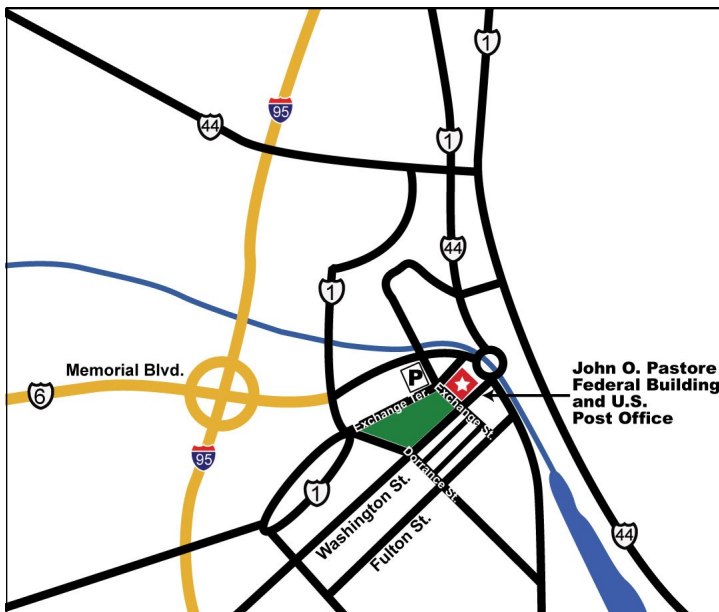 1
44
95
1
44
1
Memorial Blvd.
6
P
John O. Pastore
Federal Building
and U.S.
Post Office
Exchange Ter.
Exchange St.
95
Dorrance St.
1
Washington St.
Fulton St.
44